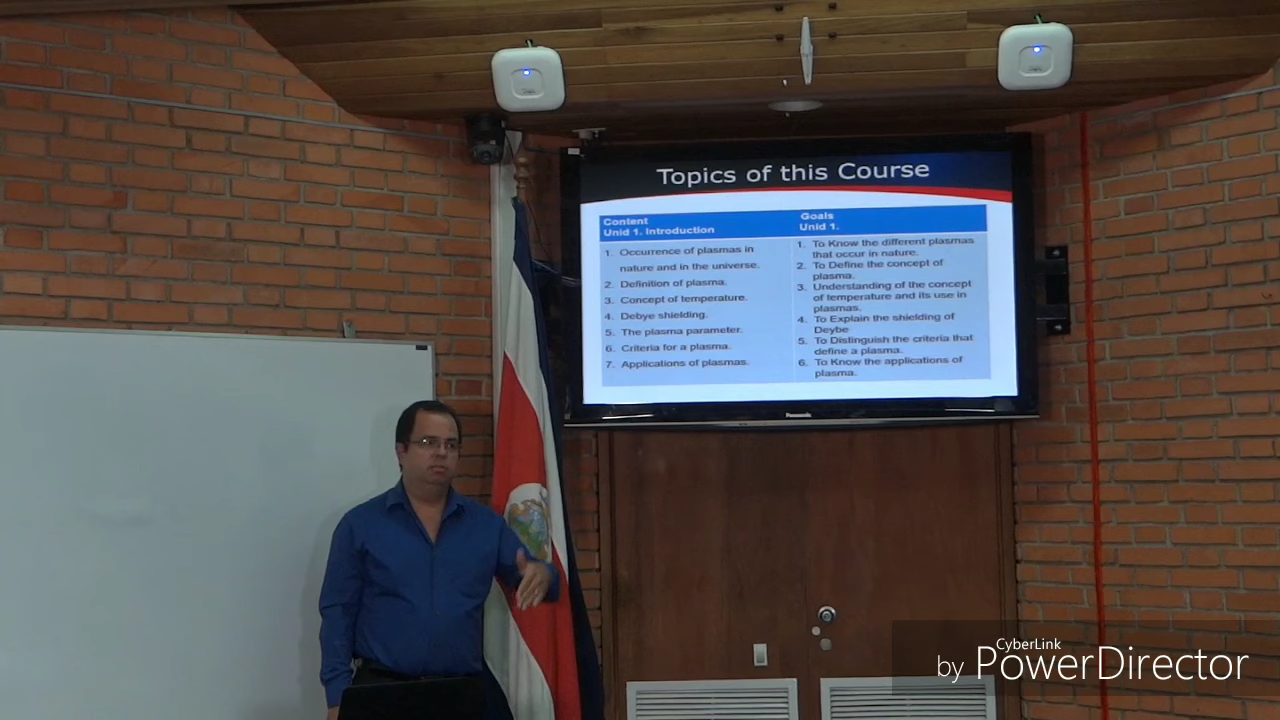 Topics of this Course
Content
Unid 1. Introduction
1. Occurrence of plasmas in
nature and in the universe.
2. Definition of plasma.
3. Concept of temperature.
4. Debye shielding.
5. The plasma parameter.
6. Criteria for a plasma.
7. Applications of plasmas.
Goals
Unid 1.
1. To Know the different plasmas
that occur in nature.
2. To Define the concept of
plasma.
3. Understanding of the concept
of temperature and its use in
plasmas.
4. To Explain the shielding of
Deybe
5. To Distinguish the criteria that
define a plasma.
6. To Know the applications of
plasma.
Panasonic
CyberLink
by PowerDirector